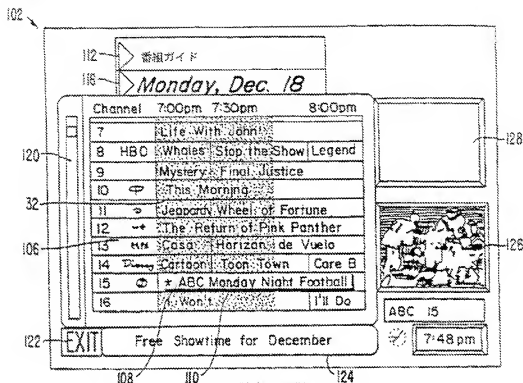 102
112 番組ガイド
118 Monday, Dec. 18
Channel 7:00pm 7:30pm 8:00pm
7 Life With John!
8 HBO Whales Stop the Show Legend
9 Mystery Final Justice
10 This Morning
11 Jeopardy Wheel of Fortune
12 The Return of Pink Panther
13 Casa Horizon de Vuelo
14 Disney Cartoon Toon Town Care B
15 * ABC Monday Night Football
16 Won't I'll Do
120
32
106
128
126
ABC 15
122 EXIT Free Showtime for December
7:48pm
108
110
124